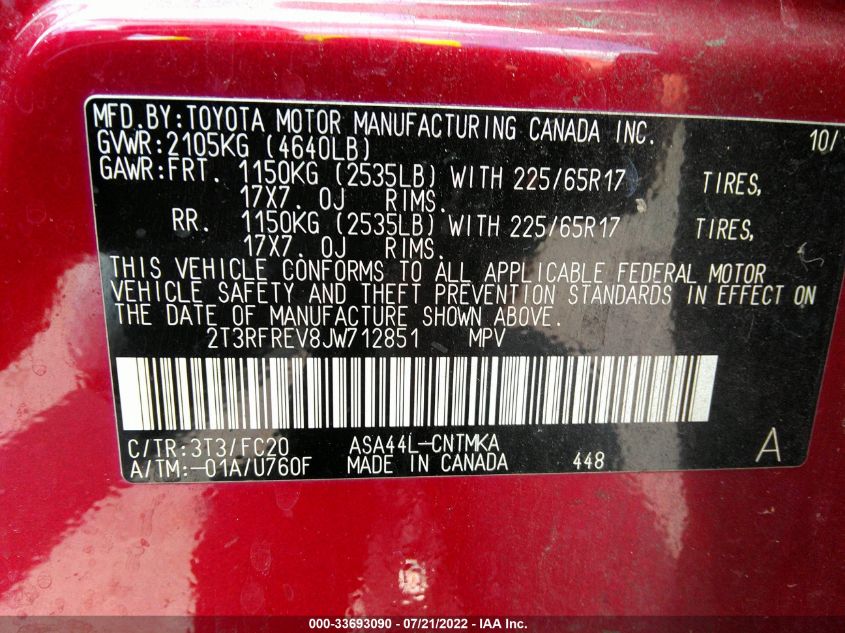 MFD. BY: TOYOTA MOTOR MANUFACTURING CANADA INC. 10/
GVWR: 2105KG (4640LB)
GAWR: FRT. 1150KG (2535LB) WITH 225/65R17 TIRES,
17X7. 0J RIMS.
RR. 1150KG (2535LB) WITH 225/65R17 TIRES,
17X7. 0J RIMS.
THIS VEHICLE CONFORMS TO ALL APPLICABLE FEDERAL MOTOR
VEHICLE SAFETY AND THEFT PREVENTION STANDARDS IN EFFECT ON
THE DATE OF MANUFACTURE SHOWN ABOVE.
2T3RFREV8JW712851 MPV
C/TR: 3T3/FC20 ASA44L-CNTMKA
A/TM: -01A/U760F MADE IN CANADA 448 A
000-33693090 - 07/21/2022 - IAA Inc.